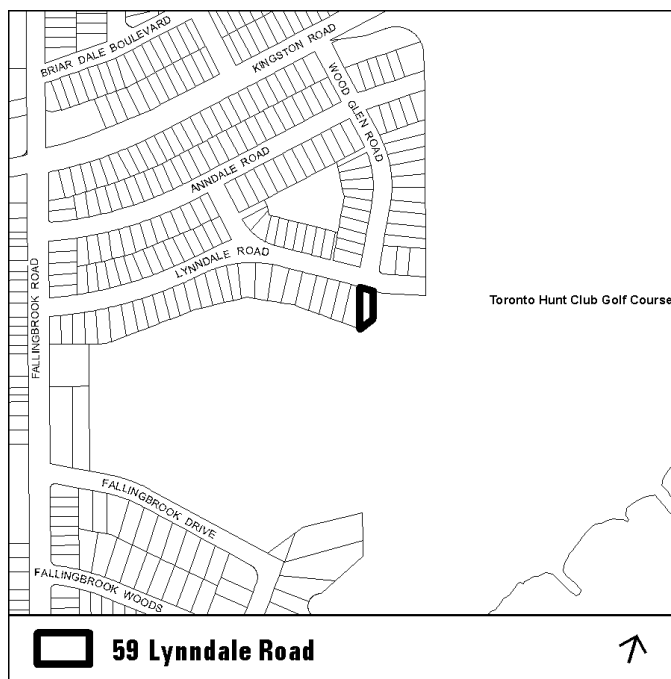 BRIAR DALE BOULEVARD
KINGSTON ROAD
WOOD GLEN ROAD
ANNDALE ROAD
LYNNDALE ROAD
FALLINGBROOK ROAD
Toronto Hunt Club Golf Course
FALLINGBROOK DRIVE
FALLINGBROOK WOODS
59 Lynndale Road